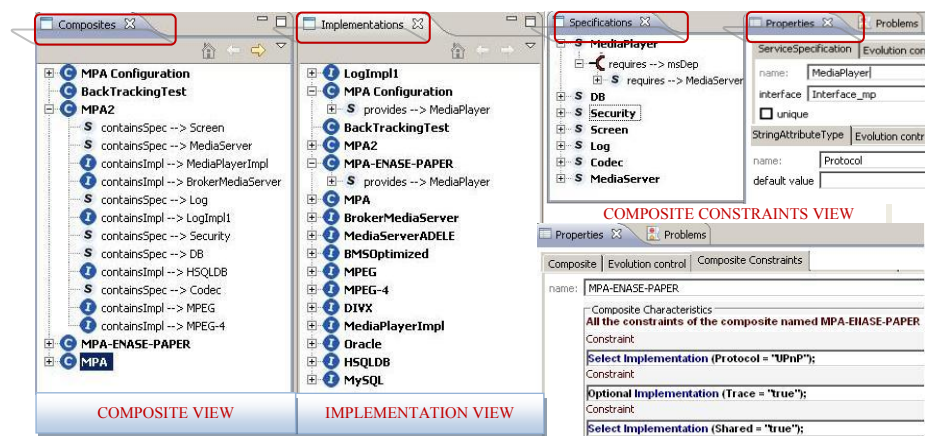 Composites
MPA Configuration
BackTrackingTest
MPA2
containsSpec --> Screen
containsSpec --> MediaServer
containsImpl --> MediaPlayerImpl
containsImpl --> BrokerMediaServer
containsSpec --> Log
containsImpl --> LogImpl1
containsSpec --> Security
containsSpec --> DB
containsImpl --> HSQLDB
containsSpec --> Codec
containsImpl --> MPEG
containsImpl --> MPEG-4
MPA-ENASE-PAPER
MPA
COMPOSITE VIEW
Implementations
LogImpl1
MPA Configuration
provides --> MediaPlayer
BackTrackingTest
MPA2
MPA-ENASE-PAPER
provides --> MediaPlayer
MPA
BrokerMediaServer
MediaServerADELE
BMSOptimized
MPEG
MPEG-4
DIVX
MediaPlayerImpl
Oracle
HSQLDB
MySQL
IMPLEMENTATION VIEW
Specifications
MediaPlayer
requires --> msDep
requires --> MediaServer
DB
Security
Screen
Log
Codec
MediaServer
Properties Problems
ServiceSpecification Evolution con
name: MediaPlayer
interface Interface_mp
unique
StringAttributeType Evolution contr
name: Protocol
default value
COMPOSITE CONSTRAINTS VIEW
Properties Problems
Composite Evolution control Composite Constraints
name: MPA-ENASE-PAPER
Composite Characteristics
All the constraints of the composite named MPA-ENASE-PAPER
Constraint
Select Implementation (Protocol = "UPnP");
Constraint
Optional Implementation (Trace = "true");
Constraint
Select Implementation (Shared = "true");